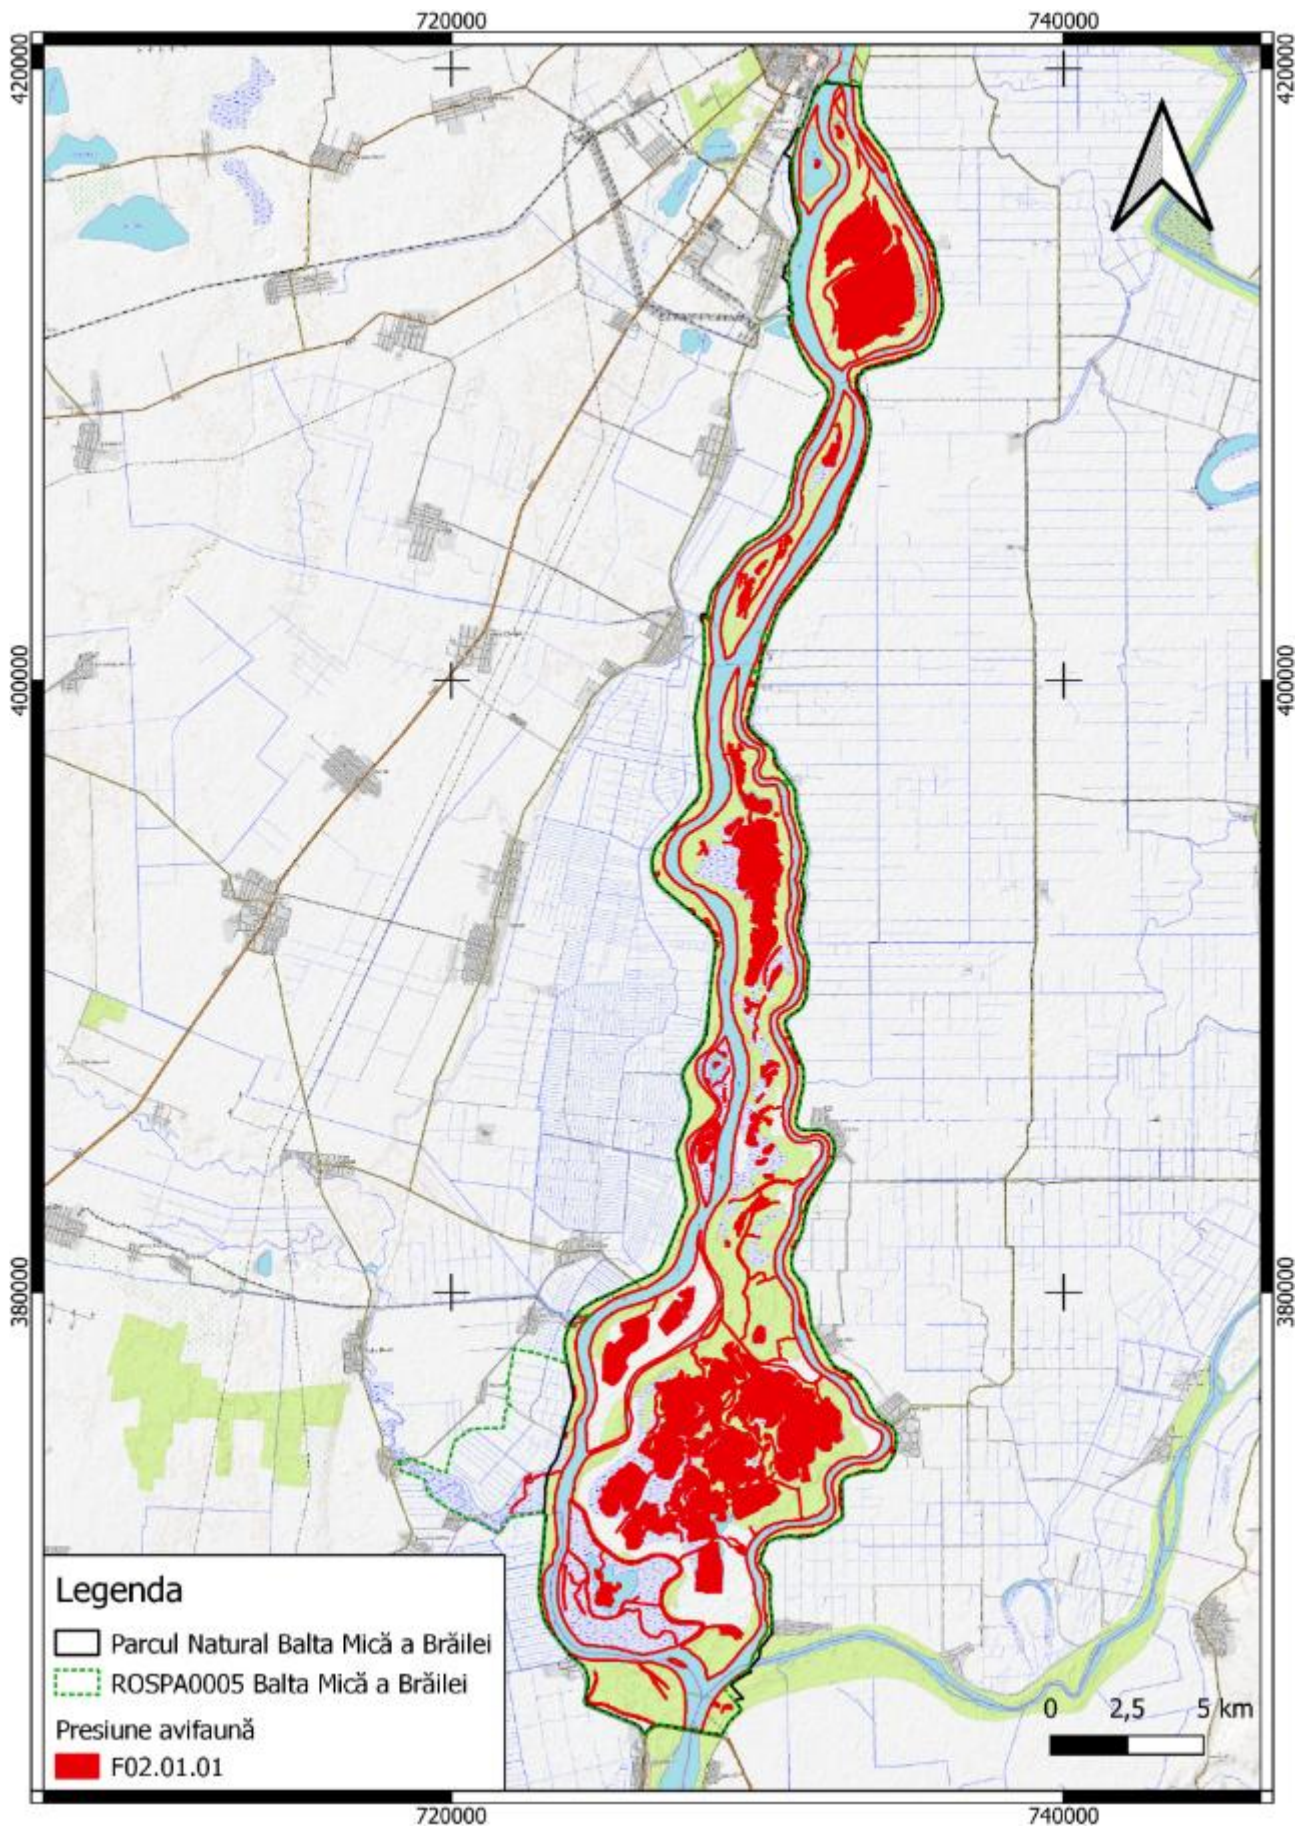 720000
740000
420000
420000
400000
400000
380000
380000
Legenda
Parcul Natural Balta Mică a Brăilei
ROSPA0005 Balta Mică a Brăilei
Presiune avifaună
F02.01.01
0
2,5
5 km
720000
740000